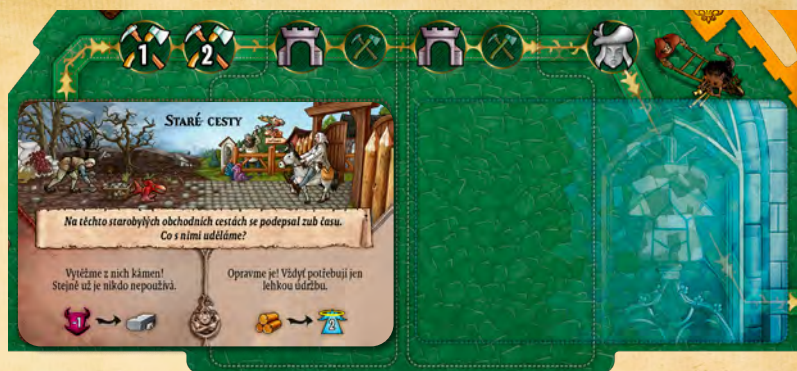 1 2
STARÉ CESTY
Na těchto starobylých obchodních cestách se podepsal zub času.
Co s nimi uděláme?
Vytěžme z nich kámen!
Stejně už je nikdo nepoužívá.
Opravme je! Vždyť potřebují jen
lehkou údržbu.
-1
2